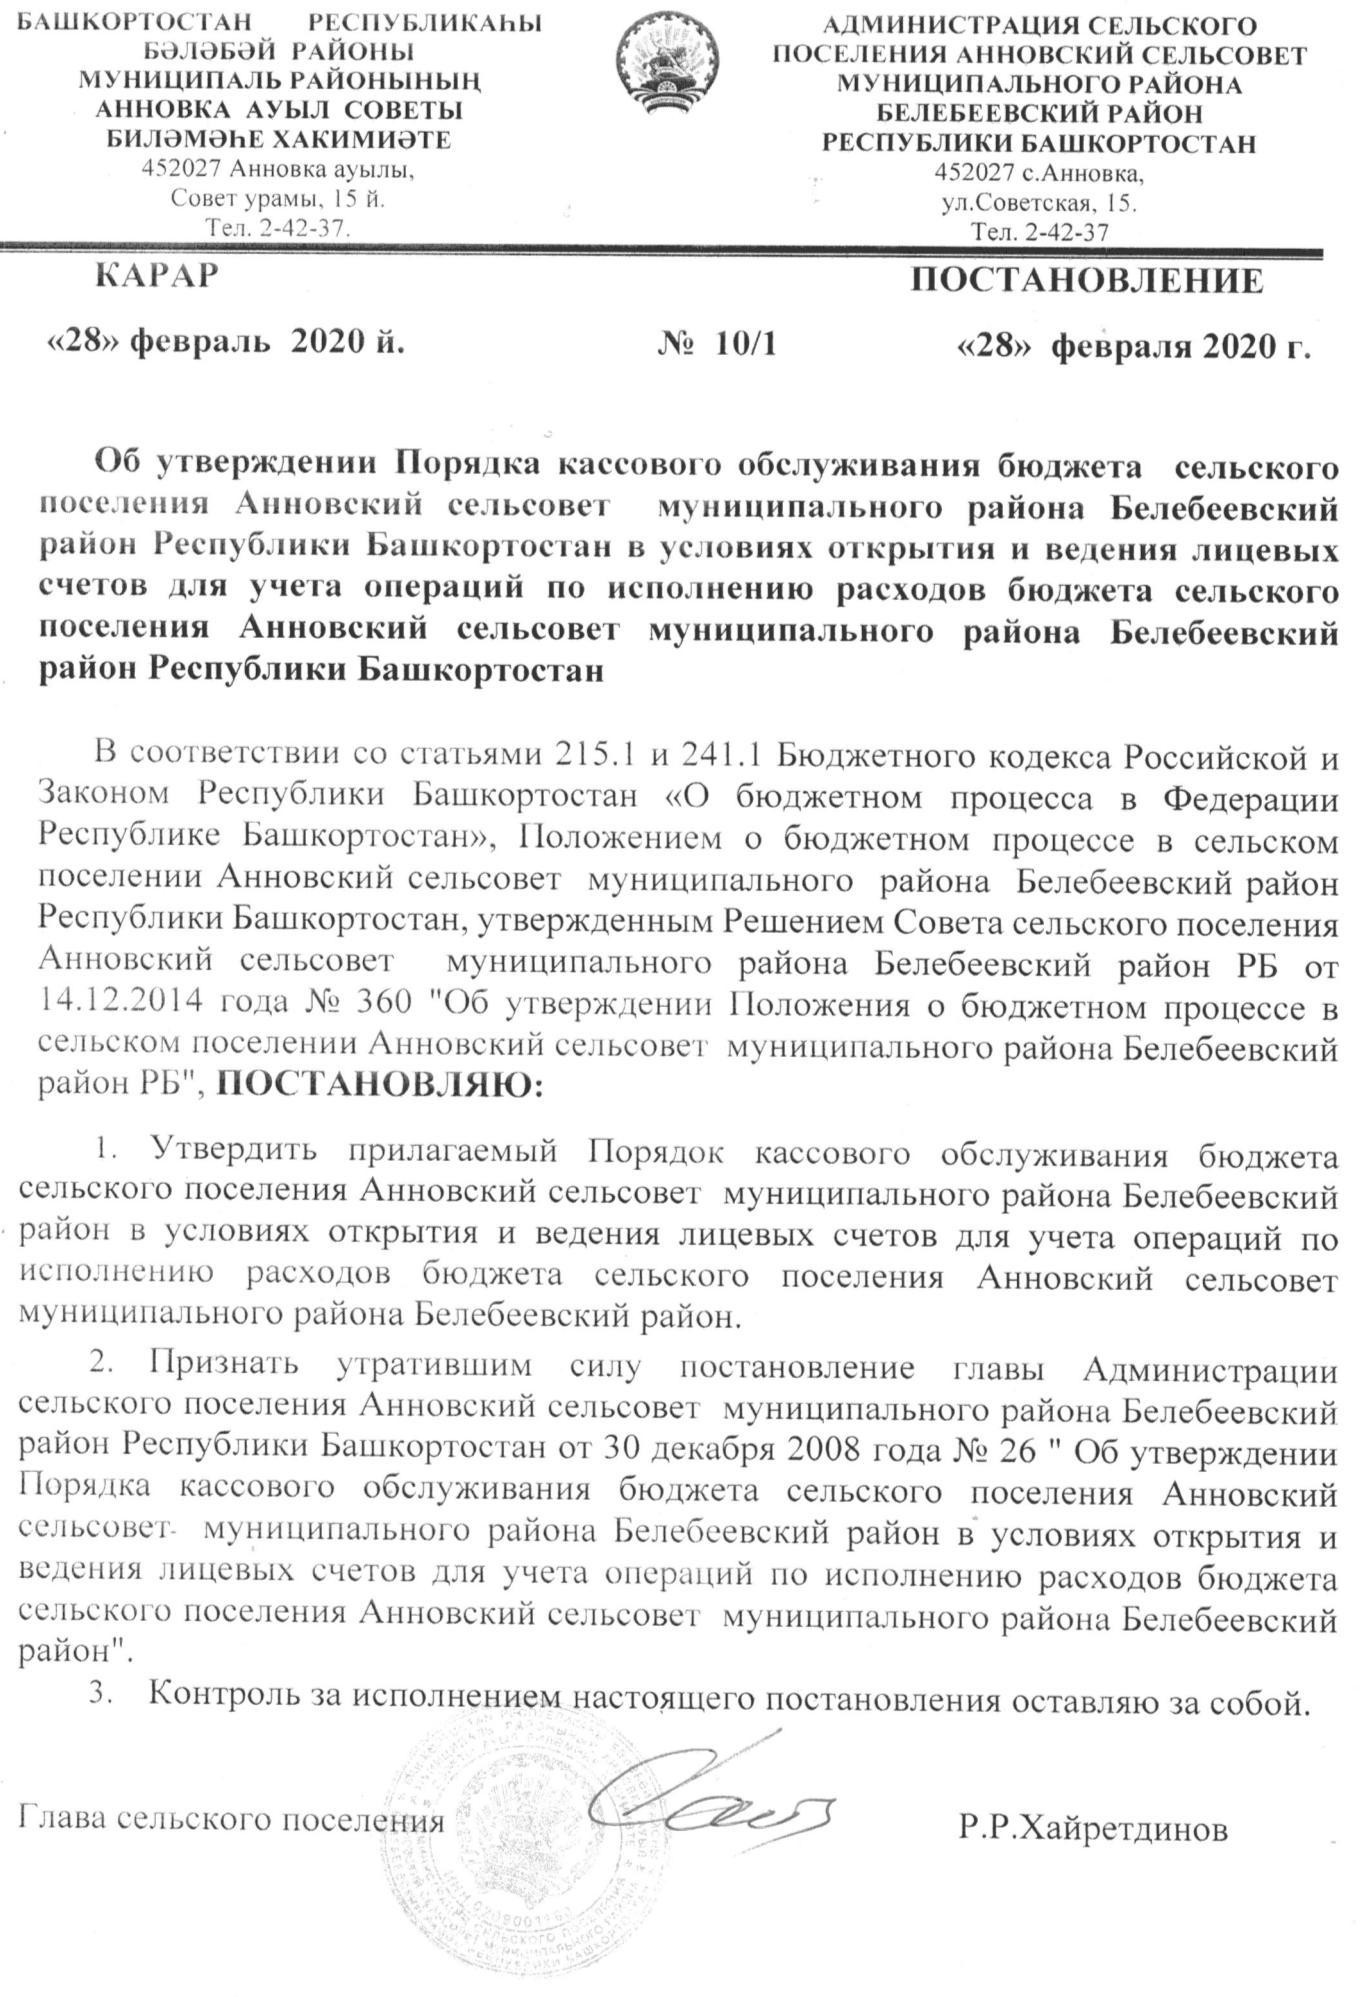 БАШКОРТОСТАН РЕСПУБЛИКАҺЫ
БӘЛӘБӘЙ РАЙОНЫ
МУНИЦИПАЛЬ РАЙОНЫНЫҢ
АННОВКА АУЫЛ СОВЕТЫ
БИЛӘМӘҺЕ ХАКИМИӘТЕ
452027 Анновка ауылы,
Совет урамы, 15 й.
Тел. 2-42-37.
АДМИНИСТРАЦИЯ СЕЛЬСКОГО
ПОСЕЛЕНИЯ АННОВСКИЙ СЕЛЬСОВЕТ
МУНИЦИПАЛЬНОГО РАЙОНА
БЕЛЕБЕЕВСКИЙ РАЙОН
РЕСПУБЛИКИ БАШКОРТОСТАН
452027 с.Анновка,
ул.Советская, 15.
Тел. 2-42-37
КАРАР ПОСТАНОВЛЕНИЕ
«28» февраль 2020 й. № 10/1 «28» февраля 2020 г.
Об утверждении Порядка кассового обслуживания бюджета сельского
поселения Анновский сельсовет муниципального района Белебеевский
район Республики Башкортостан в условиях открытия и ведения лицевых
счетов для учета операций по исполнению расходов бюджета сельского
поселения Анновский сельсовет муниципального района Белебеевский
район Республики Башкортостан
В соответствии со статьями 215.1 и 241.1 Бюджетного кодекса Российской и
Законом Республики Башкортостан «О бюджетном процесса в Федерации
Республике Башкортостан», Положением о бюджетном процессе в сельском
поселении Анновский сельсовет муниципального района Белебеевский район
Республики Башкортостан, утвержденным Решением Совета сельского поселения
Анновский сельсовет муниципального района Белебеевский район РБ от
14.12.2014 года № 360 "Об утверждении Положения о бюджетном процессе в
сельском поселении Анновский сельсовет муниципального района Белебеевский
район РБ", ПОСТАНОВЛЯЮ:
1. Утвердить прилагаемый Порядок кассового обслуживания бюджета
сельского поселения Анновский сельсовет муниципального района Белебеевский
район в условиях открытия и ведения лицевых счетов для учета операций по
исполнению расходов бюджета сельского поселения Анновский сельсовет
муниципального района Белебеевский район.
2. Признать утратившим силу постановление главы Администрации
сельского поселения Анновский сельсовет муниципального района Белебеевский
район Республики Башкортостан от 30 декабря 2008 года № 26 " Об утверждении
Порядка кассового обслуживания бюджета сельского поселения Анновский
сельсовет муниципального района Белебеевский район в условиях открытия и
ведения лицевых счетов для учета операций по исполнению расходов бюджета
сельского поселения Анновский сельсовет муниципального района Белебеевский
район".
3. Контроль за исполнением настоящего постановления оставляю за собой.
Глава сельского поселения Р.Р.Хайретдинов